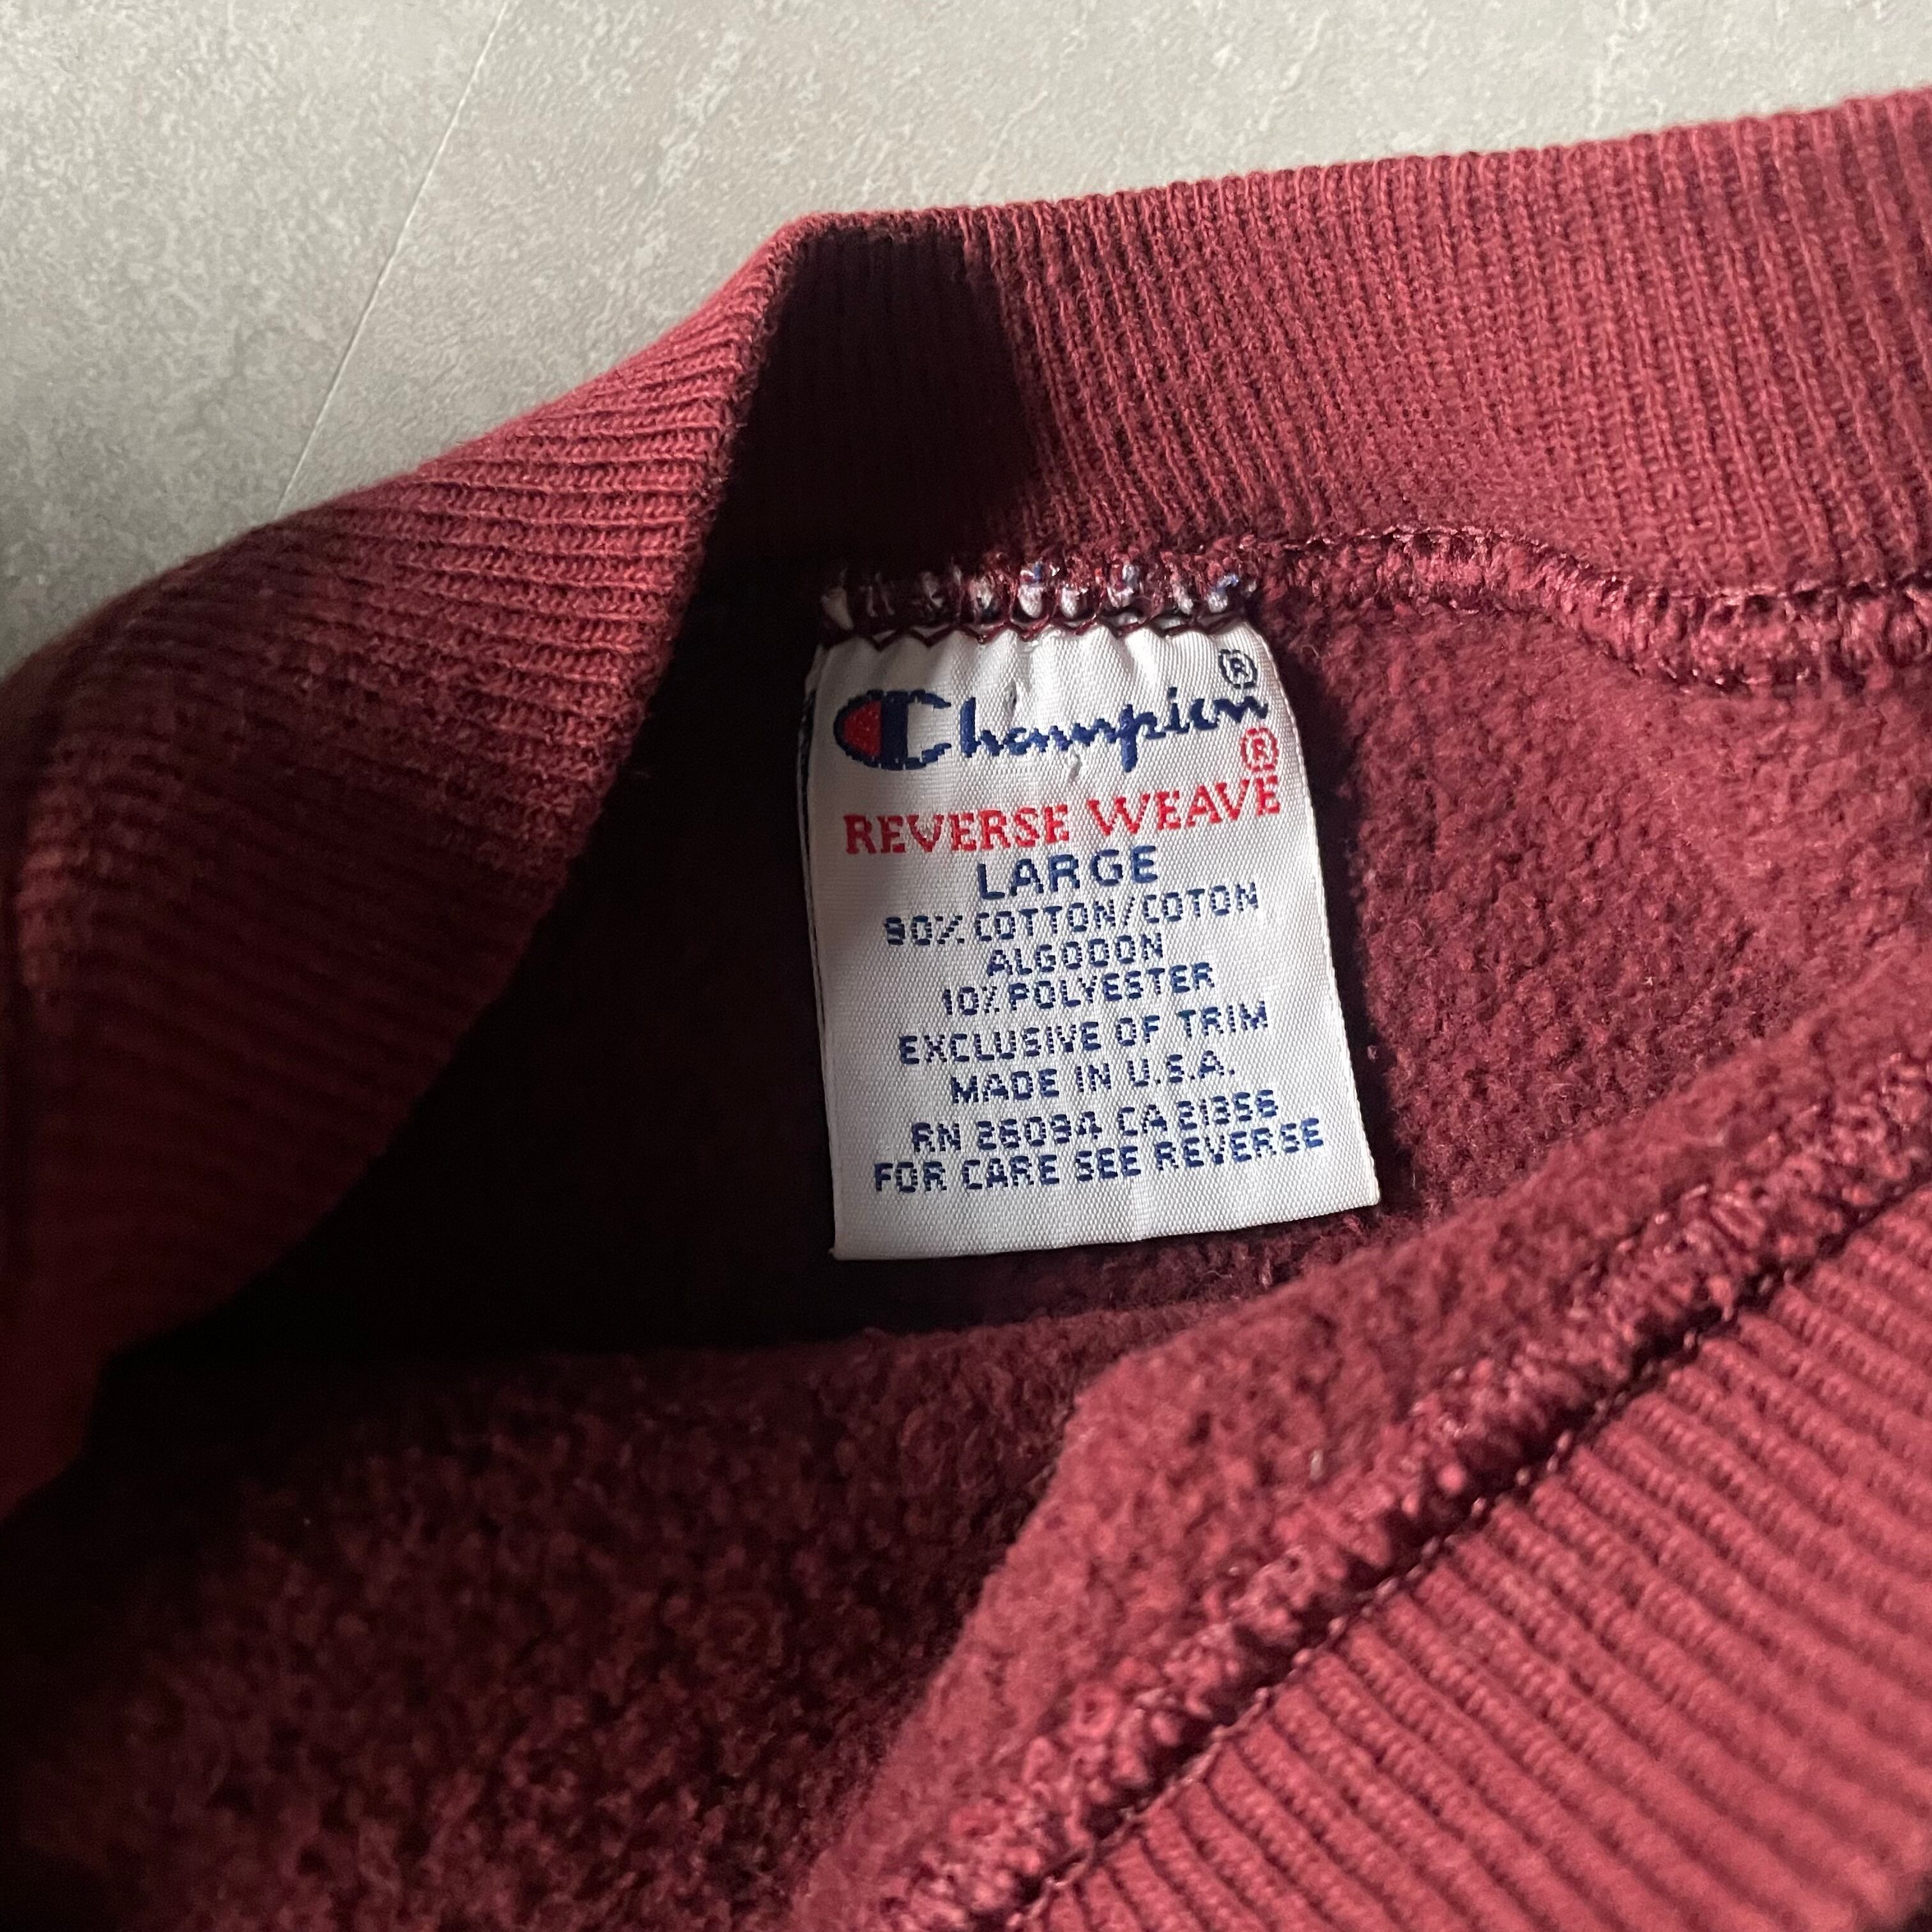 Champion®
REVERSE WEAVE®
LARGE
90% COTTON/COTON
ALGODON
10% POLYESTER
EXCLUSIVE OF TRIM
MADE IN U.S.A.
RN 26094 CA 21356
FOR CARE SEE REVERSE